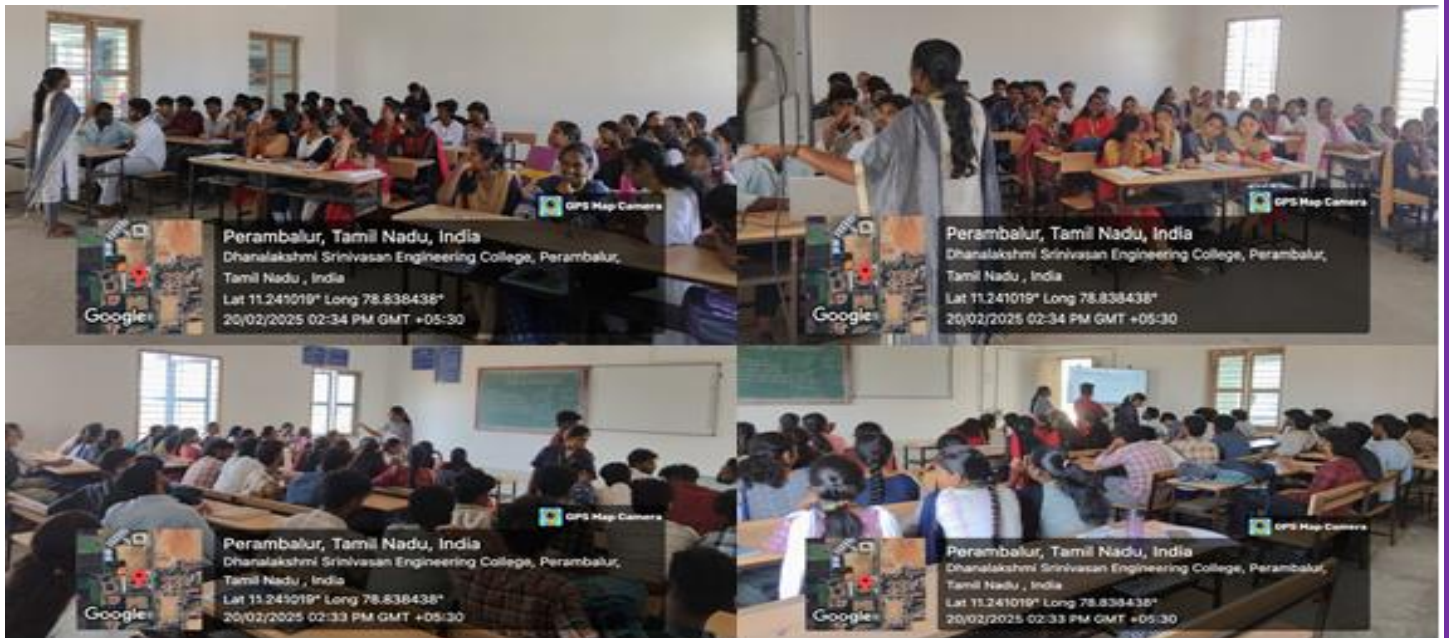 GPS Map Camera
Perambalur, Tamil Nadu, India
Dhanalakshmi Srinivasan Engineering College, Perambalur,
Tamil Nadu , India
Lat 11.241019° Long 78.838438°
20/02/2025 02:34 PM GMT +05:30
Google
GPS Map Camera
Perambalur, Tamil Nadu, India
Dhanalakshmi Srinivasan Engineering College, Perambalur,
Tamil Nadu , India
Lat 11.241019° Long 78.838438°
20/02/2025 02:34 PM GMT +05:30
Google
GPS Map Camera
Perambalur, Tamil Nadu, India
Dhanalakshmi Srinivasan Engineering College, Perambalur,
Tamil Nadu , India
Lat 11.241019° Long 78.838438°
20/02/2025 02:33 PM GMT +05:30
Google
GPS Map Camera
Perambalur, Tamil Nadu, India
Dhanalakshmi Srinivasan Engineering College, Perambalur,
Tamil Nadu , India
Lat 11.241019° Long 78.838438°
20/02/2025 02:33 PM GMT +05:30
Google